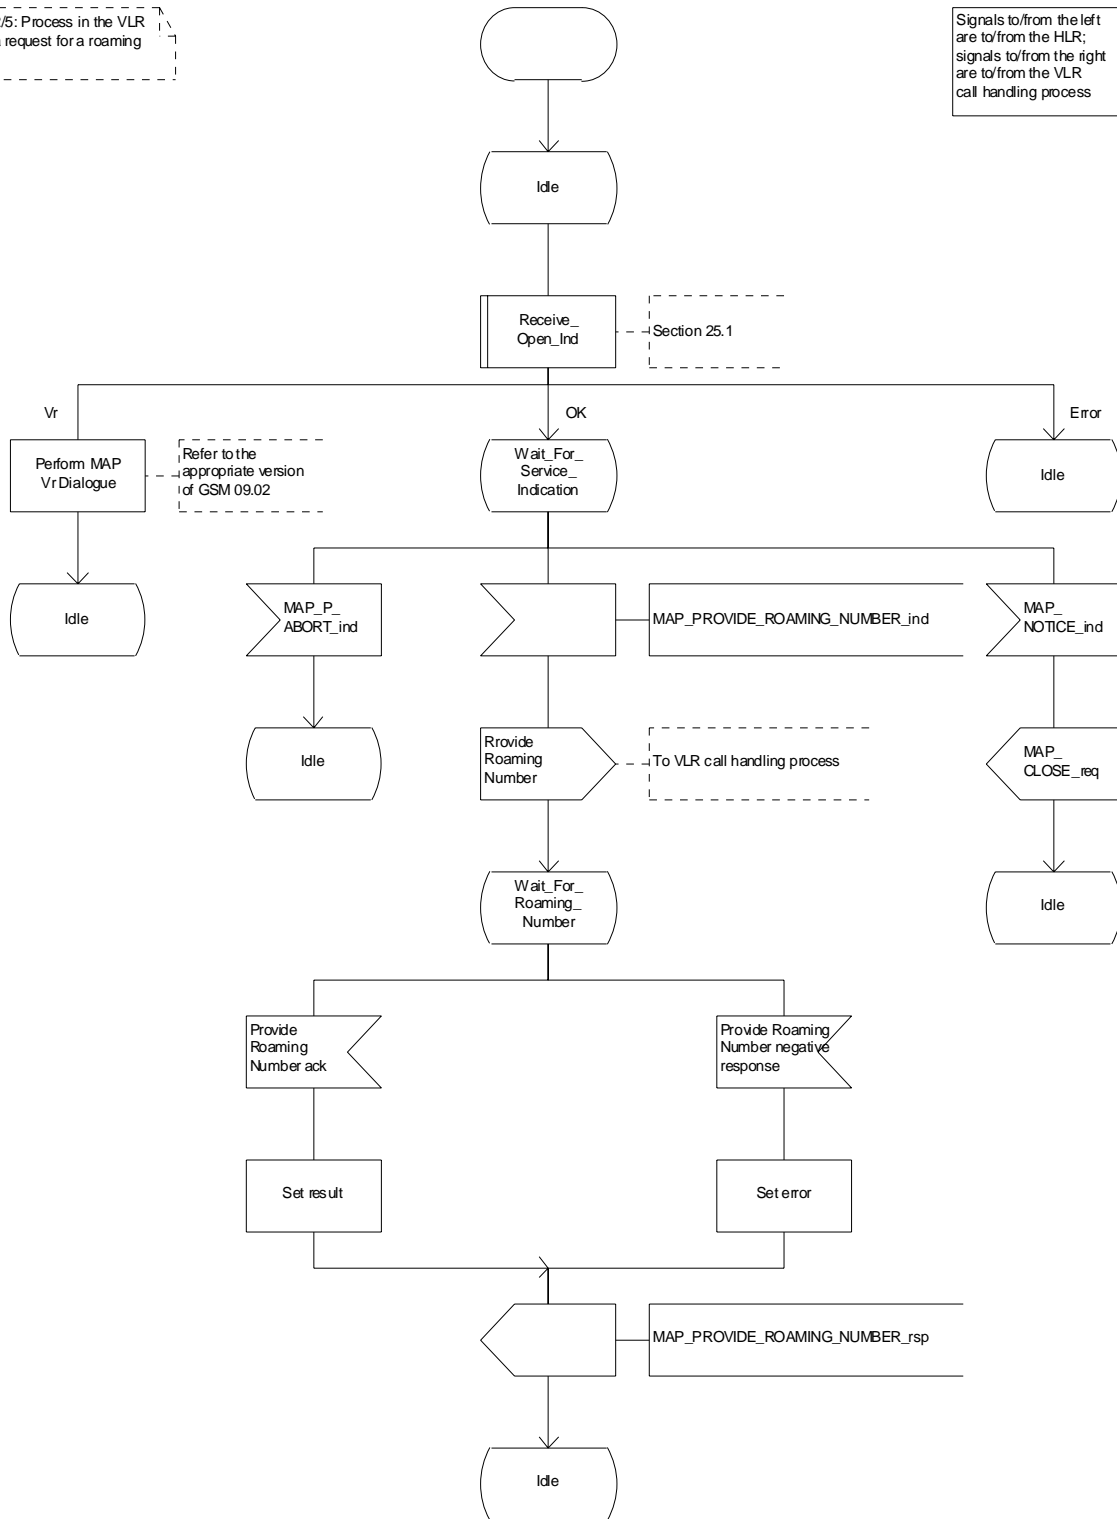 /5: Process in the VLR
request for a roaming
Signals to/from the left
are to/from the HLR;
signals to/from the right
are to/from the VLR
call handling process
Idle
Receive_
Open_Ind
Section 25.1
Vr
OK
Error
Perform MAP
Vr Dialogue
Refer to the
appropriate version
of GSM 09.02
Wait_For_
Service_
Indication
Idle
Idle
MAP_P_
ABORT_ind
MAP_PROVIDE_ROAMING_NUMBER_ind
MAP_
NOTICE_ind
Idle
Rrovide
Roaming
Number
To VLR call handling process
MAP_
CLOSE_req
Wait_For_
Roaming_
Number
Idle
Provide
Roaming
Number ack
Provide Roaming
Number negative
response
Set result
Set error
MAP_PROVIDE_ROAMING_NUMBER_rsp
Idle